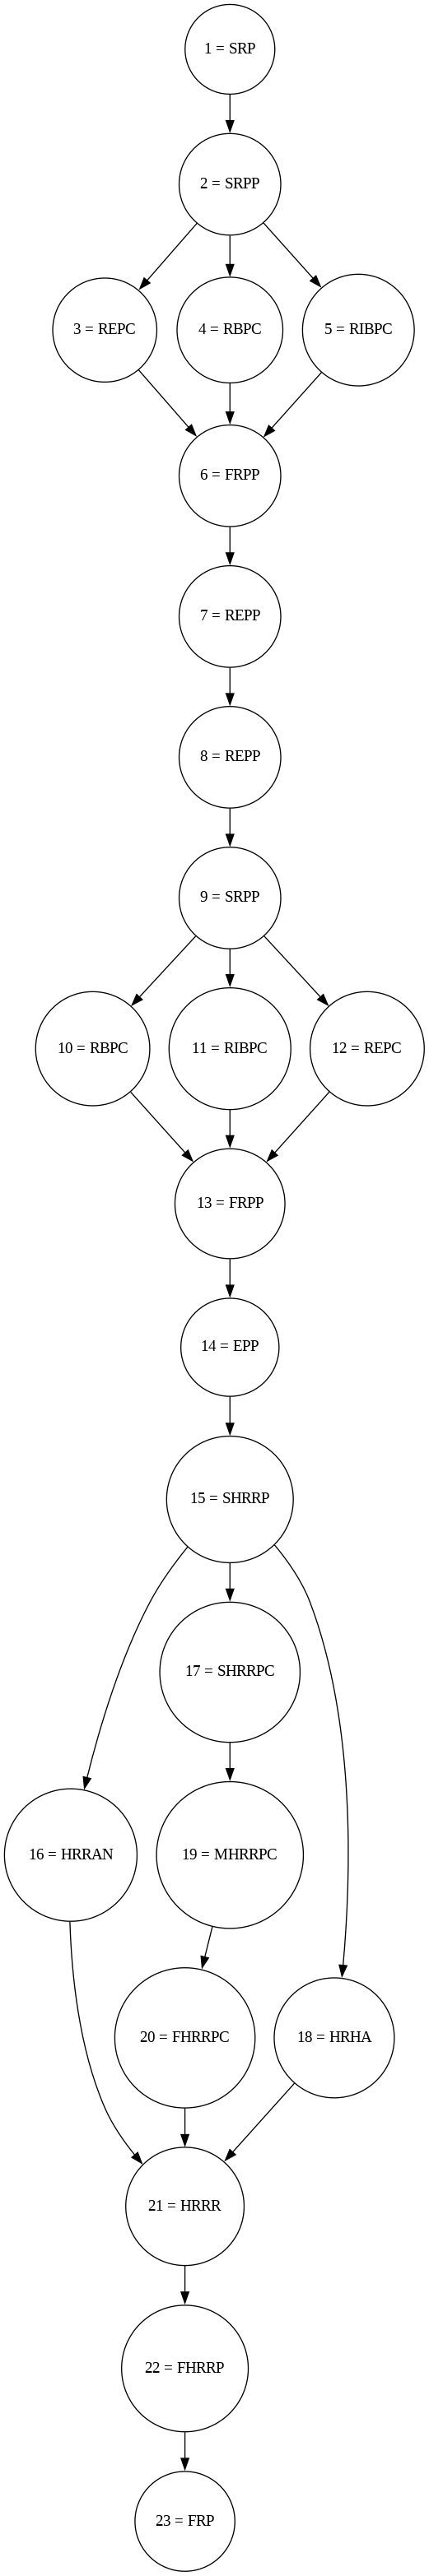 1 = SRP
2 = SRPP
3 = REPC
4 = RBPC
5 = RIBPC
6 = FRPP
7 = REPP
8 = REPP
9 = SRPP
10 = RBPC
11 = RIBPC
12 = REPC
13 = FRPP
14 = EPP
15 = SHRRP
17 = SHRRPC
16 = HRRAN
19 = MHRRPC
20 = FHRRPC
18 = HRHA
21 = HRRR
22 = FHRRP
23 = FRP